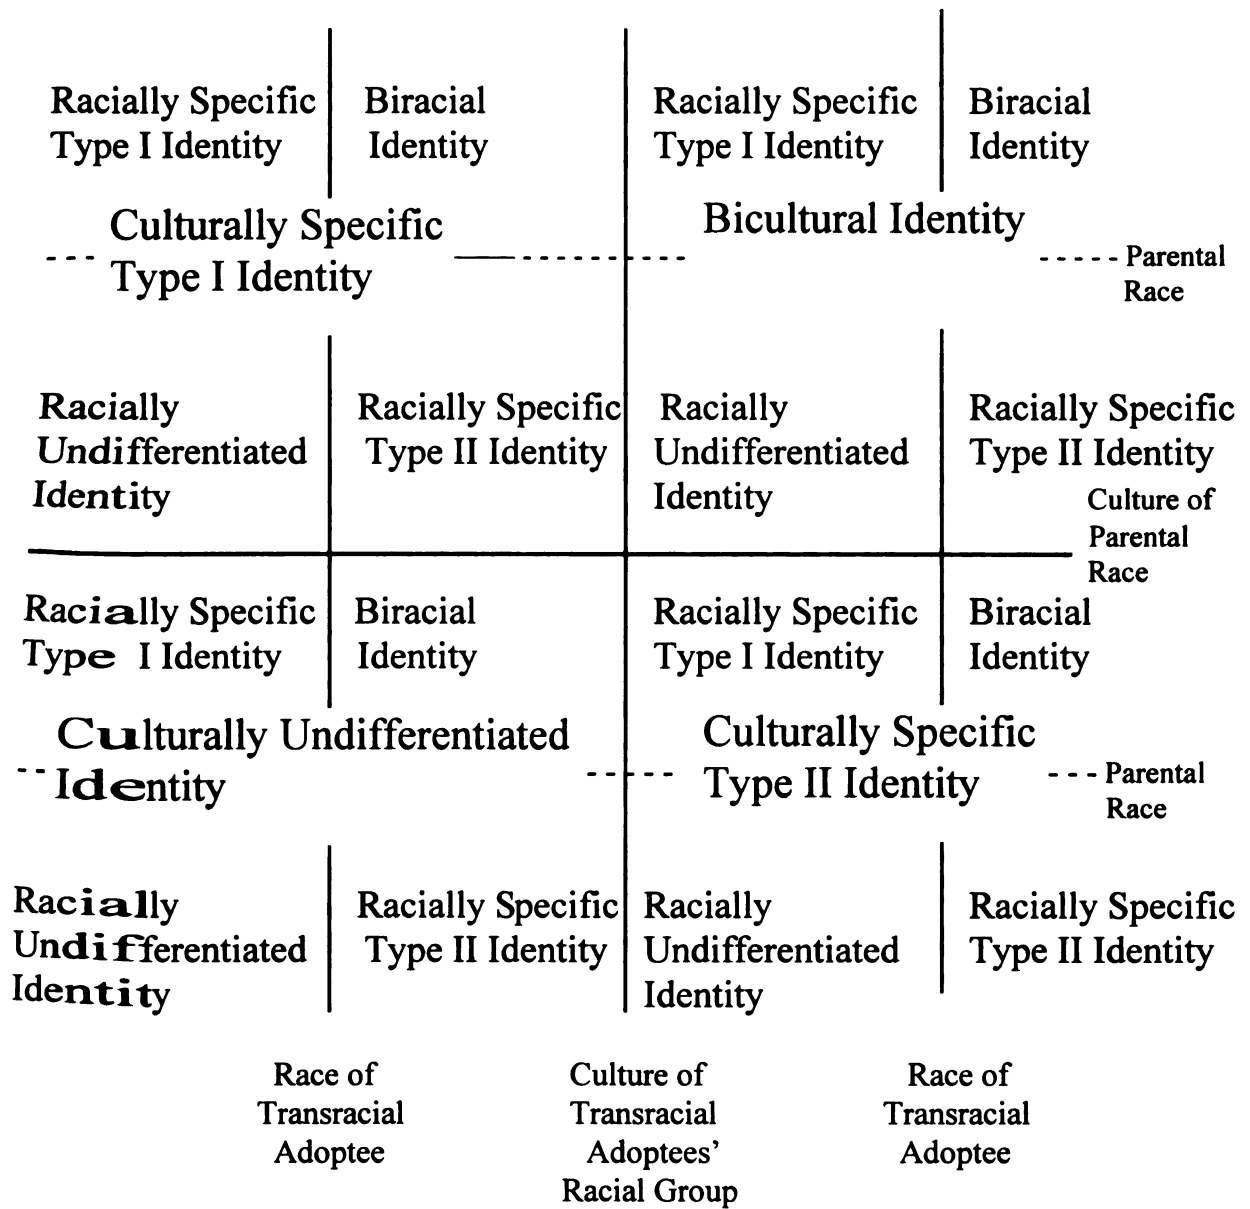 Racially Specific
Type I Identity
Biracial
Identity
Racially Specific
Type I Identity
Biracial
Identity
Culturally Specific
Type I Identity
Bicultural Identity
Parental
Race
Racially
Undifferentiated
Identity
Racially Specific
Type II Identity
Racially
Undifferentiated
Identity
Racially Specific
Type II Identity
Culture of
Parental
Race
Racially Specific
Type I Identity
Biracial
Identity
Racially Specific
Type I Identity
Biracial
Identity
Culturally Undifferentiated
Identity
Culturally Specific
Type II Identity
Parental
Race
Racially
Undifferentiated
Identity
Racially Specific
Type II Identity
Racially
Undifferentiated
Identity
Racially Specific
Type II Identity
Race of
Transracial
Adoptee
Culture of
Transracial
Adoptees’
Racial Group
Race of
Transracial
Adoptee